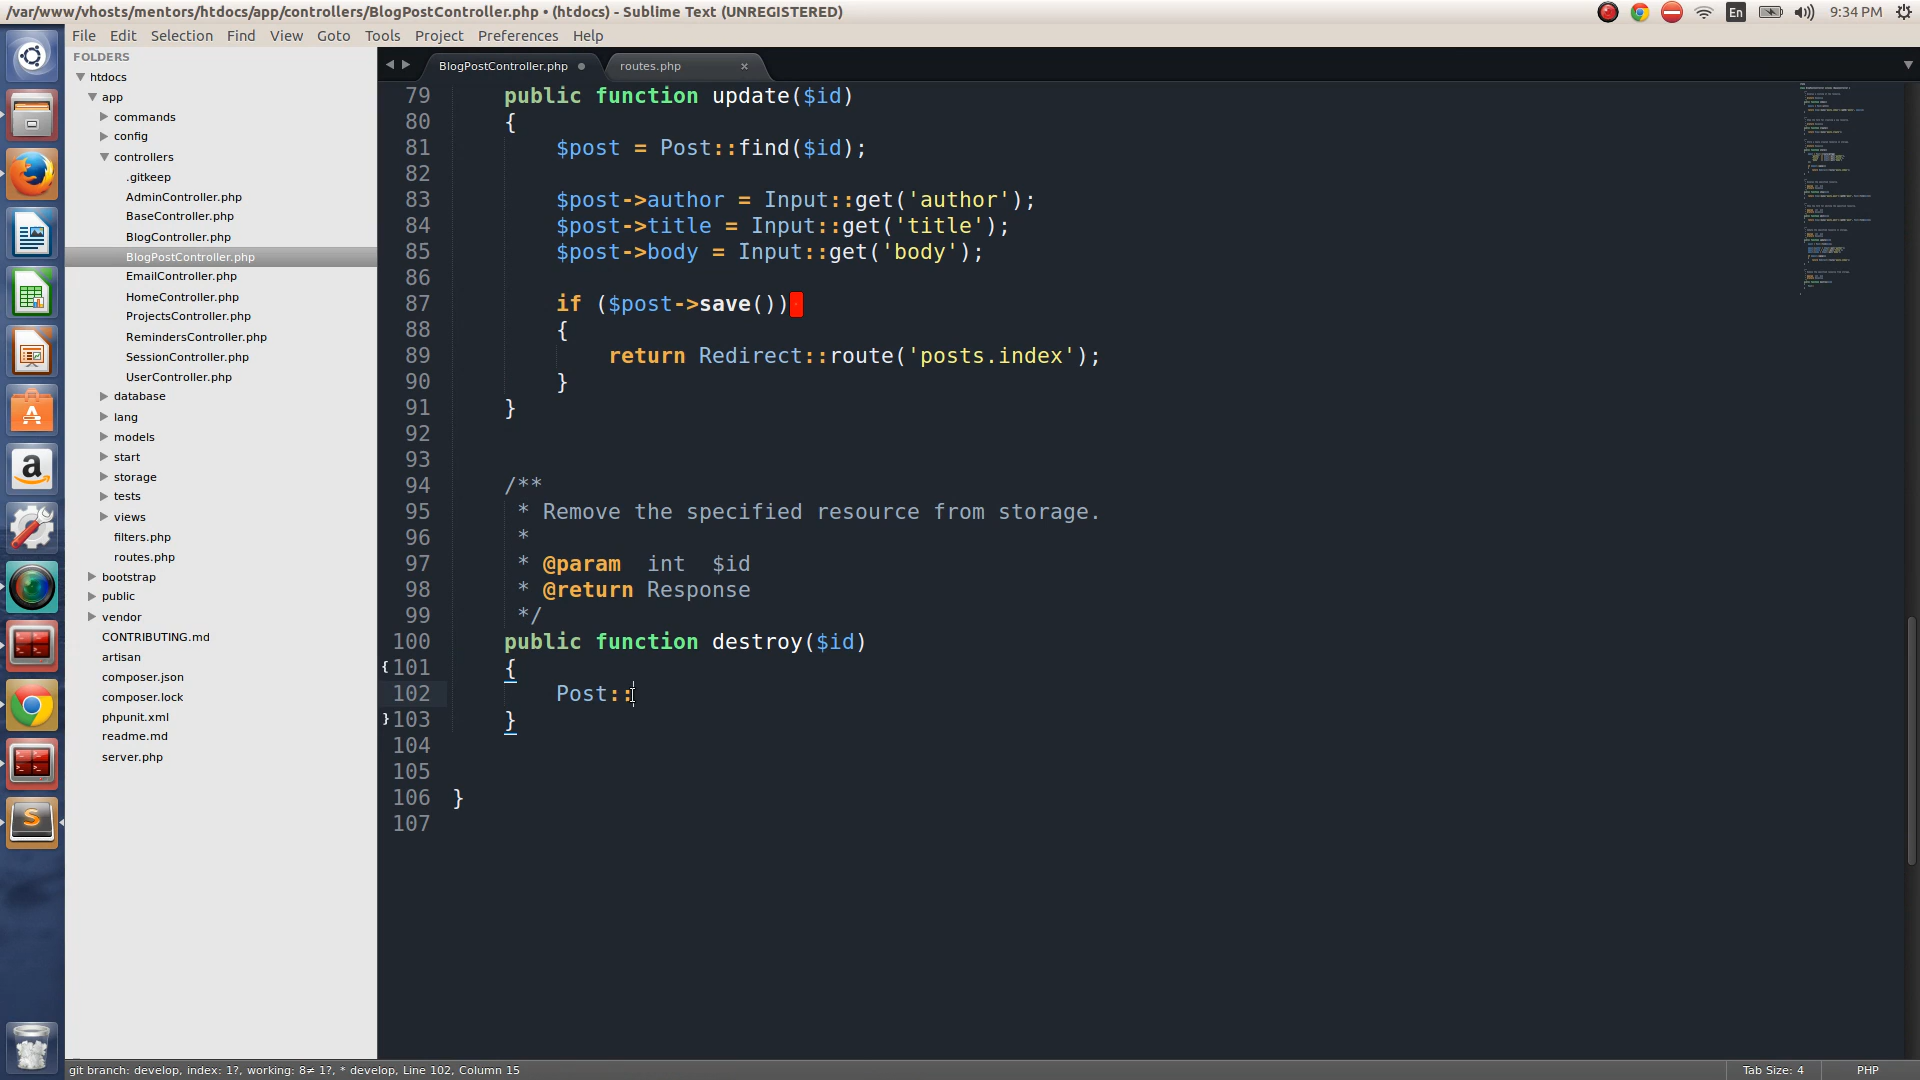 /var/www/vhosts/mentors/htdocs/app/controllers/BlogPostController.php • (htdocs) - Sublime Text (UNREGISTERED)
En
9:34 PM
File Edit Selection Find View Goto Tools Project Preferences Help
FOLDERS
htdocs
app
commands
config
controllers
.gitkeep
AdminController.php
BaseController.php
BlogController.php
BlogPostController.php
EmailController.php
HomeController.php
ProjectsController.php
RemindersController.php
SessionController.php
UserController.php
database
lang
models
start
storage
tests
views
filters.php
routes.php
bootstrap
public
vendor
CONTRIBUTING.md
artisan
composer.json
composer.lock
phpunit.xml
readme.md
server.php
BlogPostController.php routes.php ×
79 public function update($id)
80 {
81 $post = Post::find($id);
82
83 $post->author = Input::get('author');
84 $post->title = Input::get('title');
85 $post->body = Input::get('body');
86
87 if ($post->save())
88 {
89 return Redirect::route('posts.index');
90 }
91 }
92
93
94 /**
95 * Remove the specified resource from storage.
96 *
97 * @param  int  $id
98 * @return Response
99 */
100 public function destroy($id)
{101 {
102 Post::
}103 }
104
105
106 }
107
git branch: develop, index: 1?, working: 8≠ 1?, * develop, Line 102, Column 15 Tab Size: 4 PHP